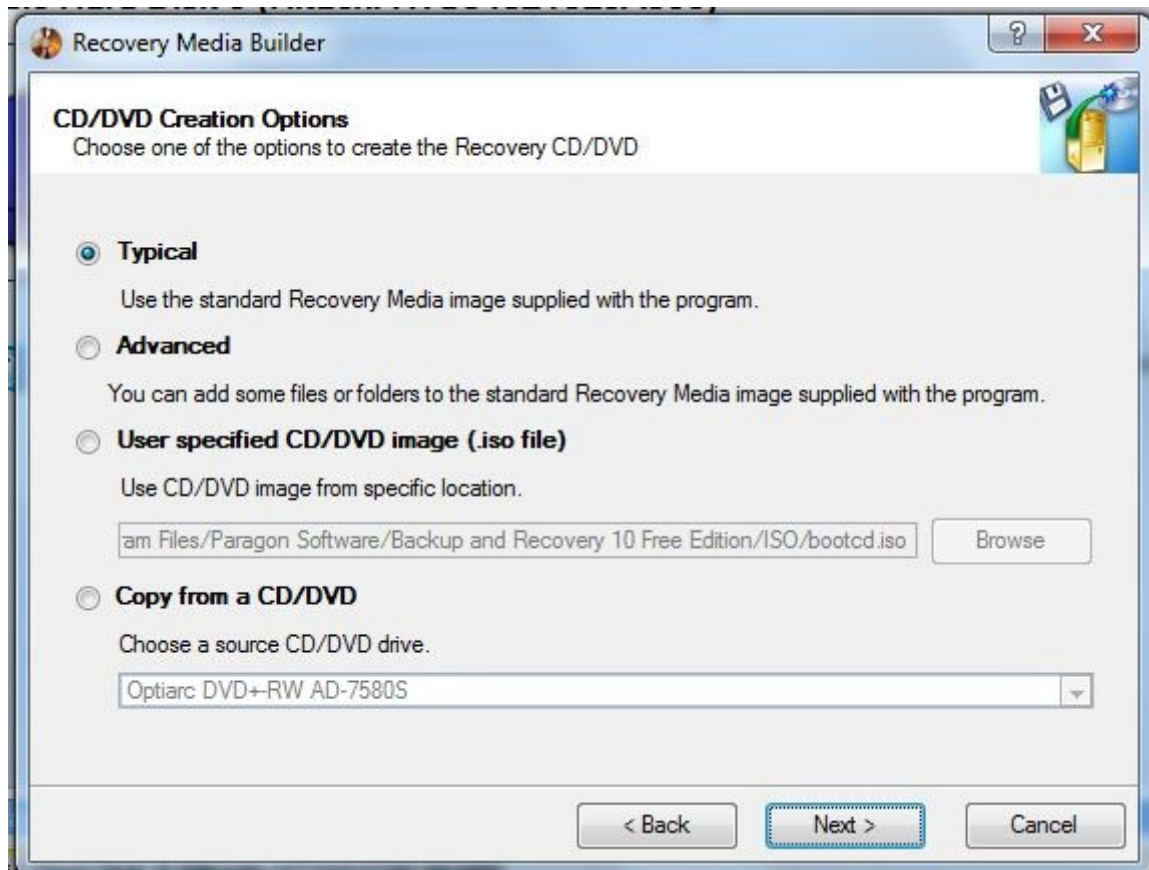 Recovery Media Builder
CD/DVD Creation Options
Choose one of the options to create the Recovery CD/DVD
Typical
Use the standard Recovery Media image supplied with the program.
Advanced
You can add some files or folders to the standard Recovery Media image supplied with the program.
User specified CD/DVD image (.iso file)
Use CD/DVD image from specific location.
am Files/Paragon Software/Backup and Recovery 10 Free Edition/ISO/bootcd.iso
Browse
Copy from a CD/DVD
Choose a source CD/DVD drive.
Optiarc DVD+-RW AD-7580S
< Back
Next >
Cancel